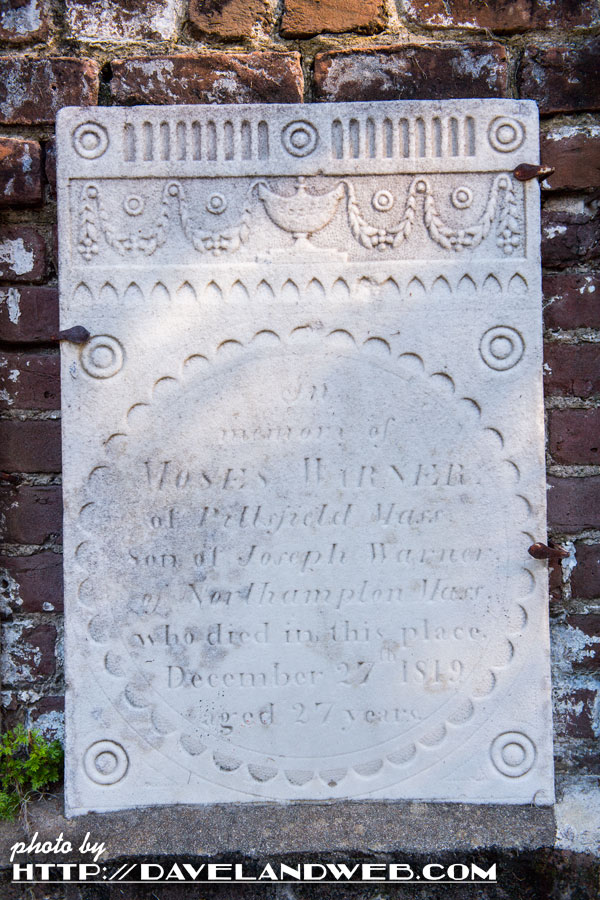 In
memory of
MOSES WARNER.
of Pittsfield Mass.
son of Joseph Warner.
of Northampton Mass.
who died in this place.
December 27th 1819
aged 27 years.
photo by
HTTP://DAVELANDWEB.COM